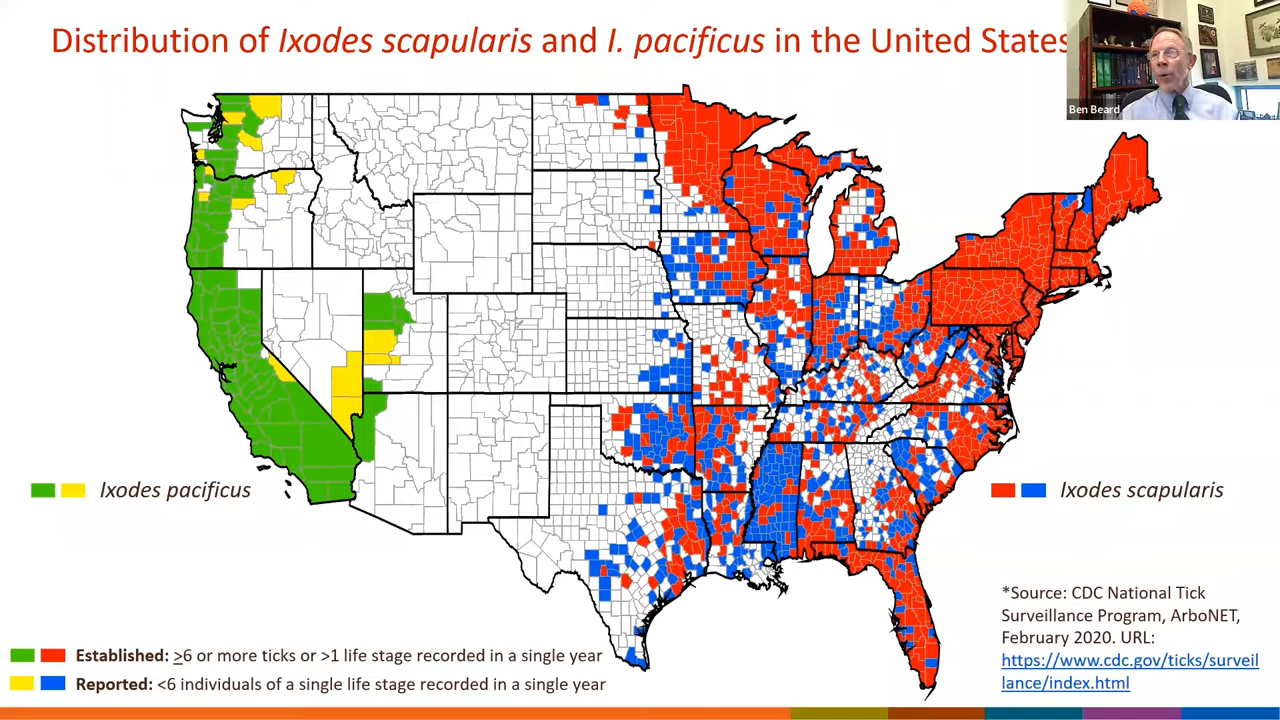 Distribution of Ixodes scapularis and I. pacificus in the United States
Ben Beard
Ixodes pacificus
Ixodes scapularis
*Source: CDC National Tick
Surveillance Program, ArboNET,
February 2020. URL:
https://www.cdc.gov/ticks/surveil
lance/index.html
Established: >6 or more ticks or >1 life stage recorded in a single year
Reported: <6 individuals of a single life stage recorded in a single year